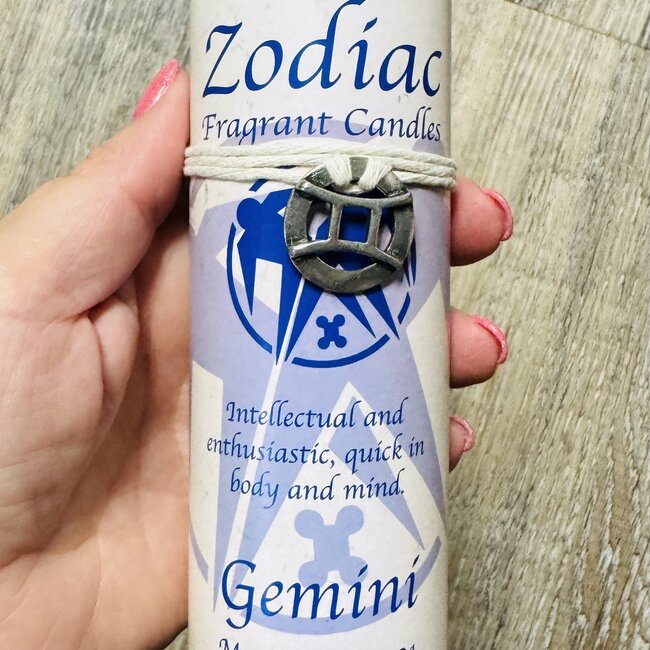 Zodiac
Fragrant Candles
Intellectual and
enthusiastic, quick in
body and mind.
Gemini